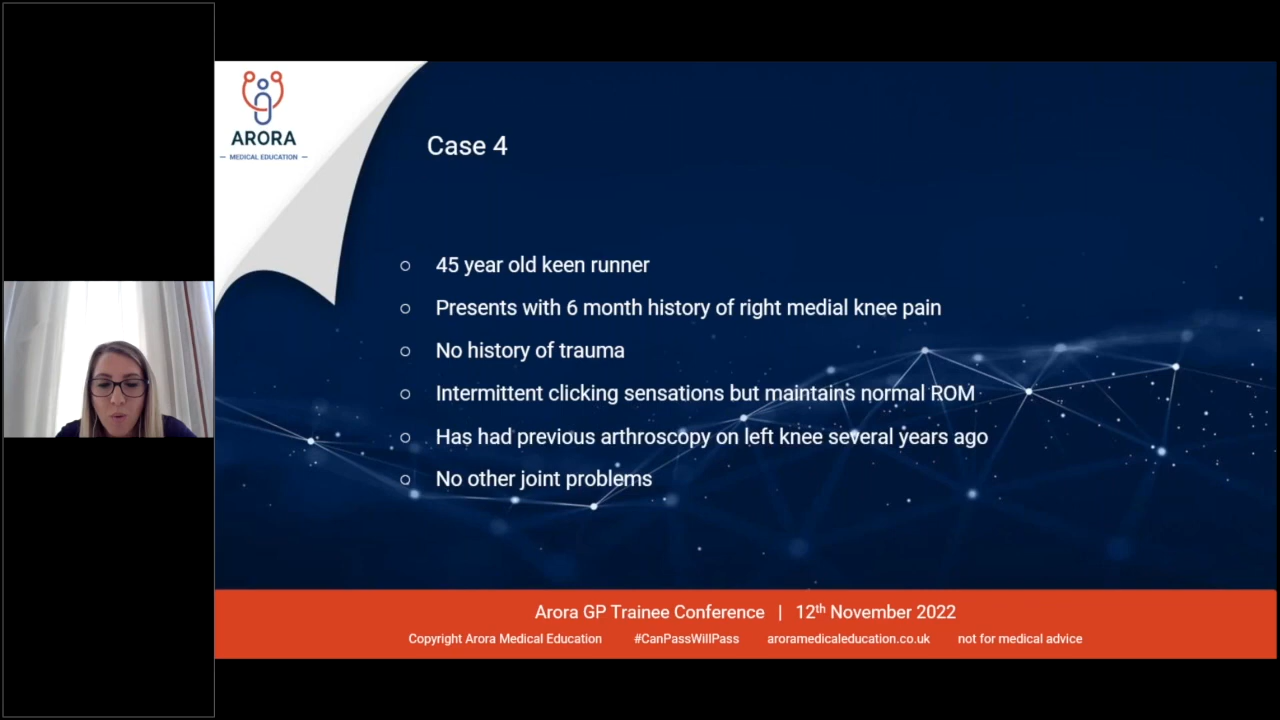 ARORA
MEDICAL EDUCATION
Case 4
45 year old keen runner
Presents with 6 month history of right medial knee pain
No history of trauma
Intermittent clicking sensations but maintains normal ROM
Has had previous arthroscopy on left knee several years ago
No other joint problems
Arora GP Trainee Conference | 12th November 2022
Copyright Arora Medical Education #CanPassWillPass aroramedicaleducation.co.uk not for medical advice